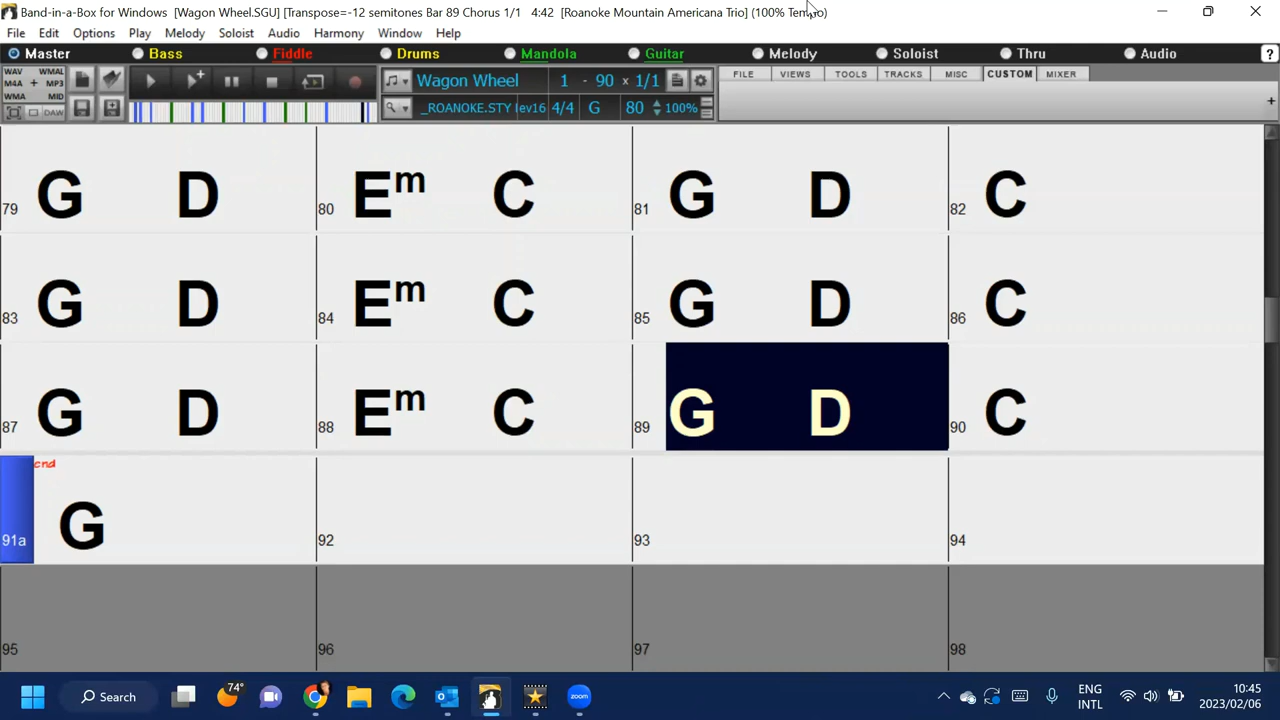 Band-in-a-Box for Windows [Wagon Wheel.SGU] [Transpose=-12 semitones Bar 89 Chorus 1/1 4:42 [Roanoke Mountain Americana Trio] (100% Tempo)
File Edit Options Play Melody Soloist Audio Harmony Window Help
Master Bass Fiddle Drums Mandola Guitar Melody Soloist Thru Audio ?
WAV WMAL
M4A + MP3
WMA MID
DAW
Wagon Wheel 1 - 90 x 1/1
_ROANOKE.STY lev16 4/4 G 80 100%
FILE VIEWS TOOLS TRACKS MISC CUSTOM MIXER
+
79 G D 80 Em C 81 G D 82 C
83 G D 84 Em C 85 G D 86 C
87 G D 88 Em C 89 G D 90 C
end
91a G 92 93 94
95 96 97 98
Search 74° zoom ENG INTL 10:45
2023/02/06